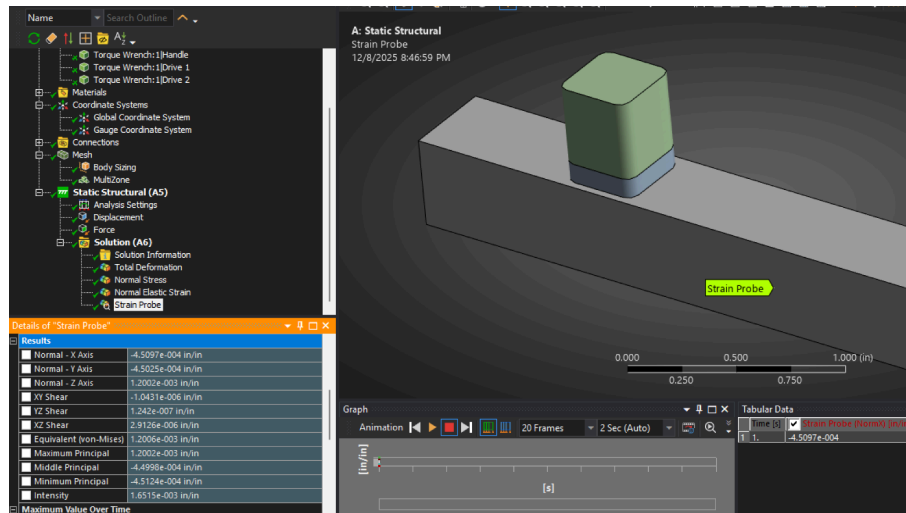 Name
Search Outline
Torque Wrench:1|Handle
Torque Wrench:1|Drive 1
Torque Wrench:1|Drive 2
Materials
Coordinate Systems
Global Coordinate System
Gauge Coordinate System
Connections
Mesh
Body Sizing
MultiZone
Static Structural (A5)
Analysis Settings
Displacement
Force
Solution (A6)
Solution Information
Total Deformation
Normal Stress
Normal Elastic Strain
Strain Probe
A: Static Structural
Strain Probe
12/8/2025 8:46:59 PM
Strain Probe
0.000 0.500 1.000 (in)
0.250 0.750
Details of "Strain Probe"
Results
Normal - X Axis -4.5097e-004 in/in
Normal - Y Axis -4.5025e-004 in/in
Normal - Z Axis 1.2002e-003 in/in
XY Shear -1.0431e-006 in/in
YZ Shear 1.242e-007 in/in
XZ Shear 2.9126e-006 in/in
Equivalent (von-Mises) 1.2006e-003 in/in
Maximum Principal 1.2002e-003 in/in
Middle Principal -4.4998e-004 in/in
Minimum Principal -4.5124e-004 in/in
Intensity 1.6515e-003 in/in
Maximum Value Over Time
Graph
Animation 20 Frames 2 Sec (Auto)
[in/in]
[s]
Tabular Data
Time [s] Strain Probe (NormX) [in/in
1 1. -4.5097e-004